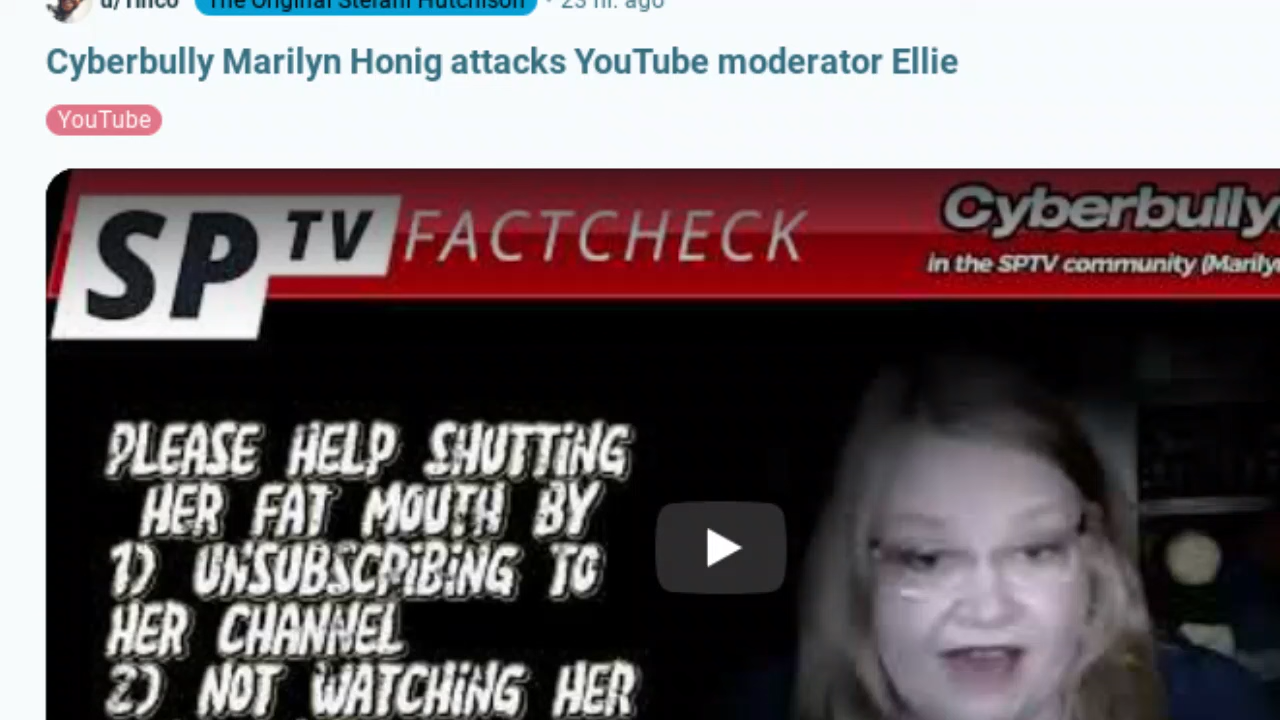 u/Tinco The Original Stefani Hutchison • 23 hr. ago
Cyberbully Marilyn Honig attacks YouTube moderator Ellie
YouTube
SP TV FACTCHECK
Cyberbully
in the SPTV community (Marily
PLEASE HELP SHUTTING
HER FAT MOUTH BY
1) UNSUBSCRIBING TO
HER CHANNEL
2) NOT WATCHING HER